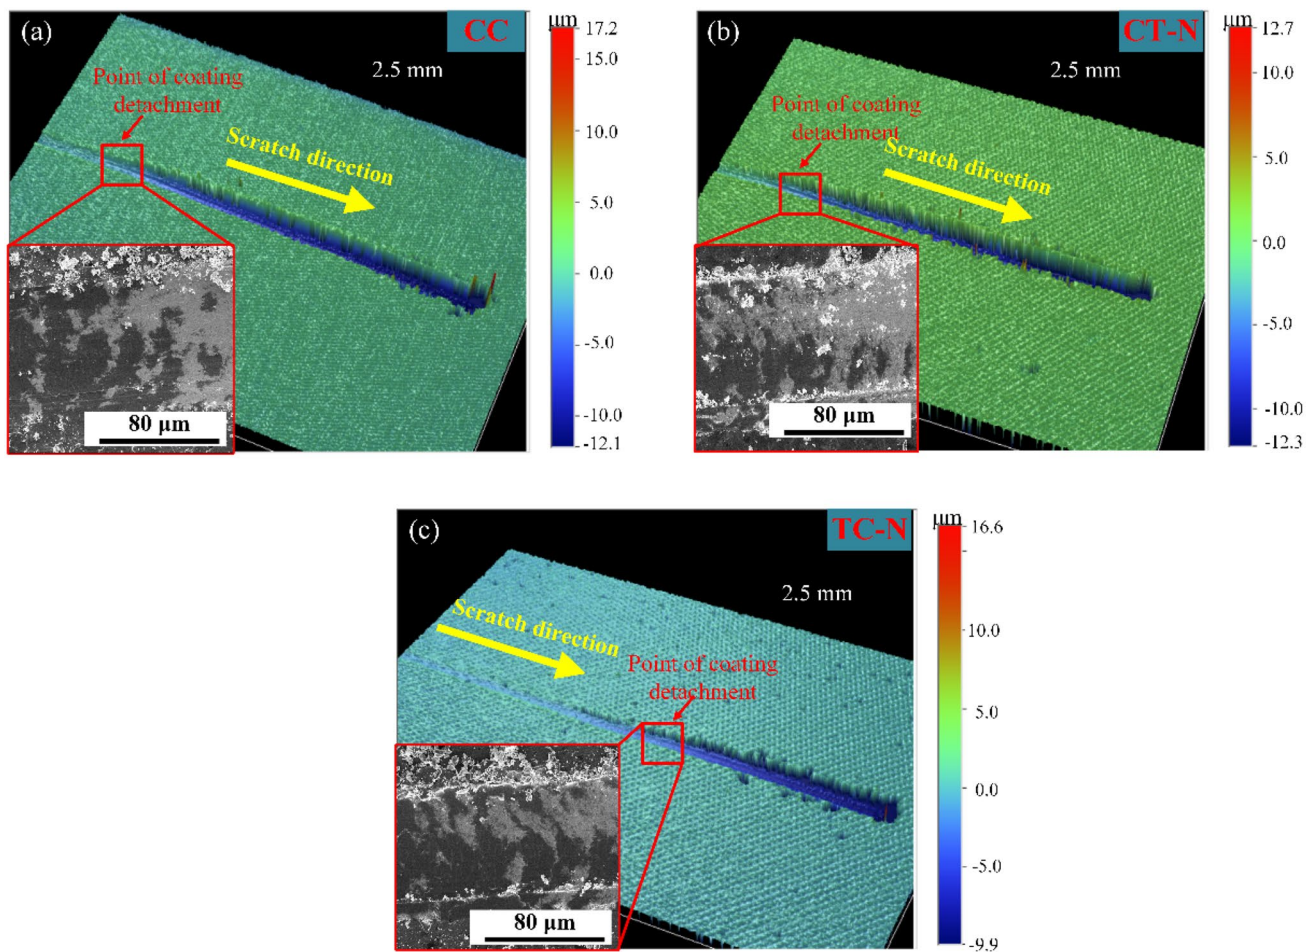 (a)
CC
μm
17.2
15.0
10.0
5.0
0.0
-5.0
-10.0
-12.1
2.5 mm
Point of coating
detachment
Scratch direction
80 μm
(b)
CT-N
μm
12.7
10.0
5.0
0.0
-5.0
-10.0
-12.3
2.5 mm
Point of coating
detachment
Scratch direction
80 μm
(c)
TC-N
μm
16.6
10.0
5.0
0.0
-5.0
-9.9
2.5 mm
Scratch direction
Point of coating
detachment
80 μm